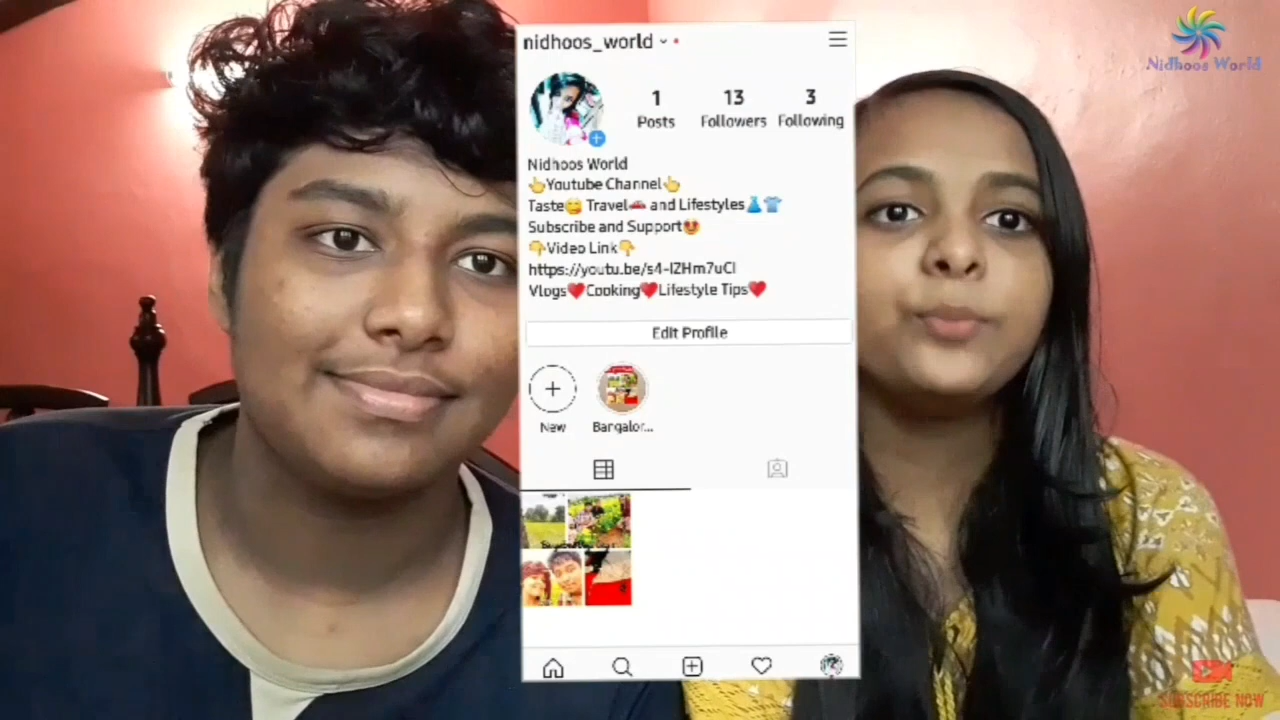 nidhoos_world
Nidhoos World
1 13 3
Posts Followers Following
Nidhoos World
👆Youtube Channel👆
Taste😋 Travel🚗 and Lifestyles👗👕
Subscribe and Support😍
👇Video Link👇
https://youtu.be/s4-IZHm7uCI
Vlogs❤️Cooking❤️Lifestyle Tips❤️
Edit Profile
New Bangalor...
SUBSCRIBE NOW